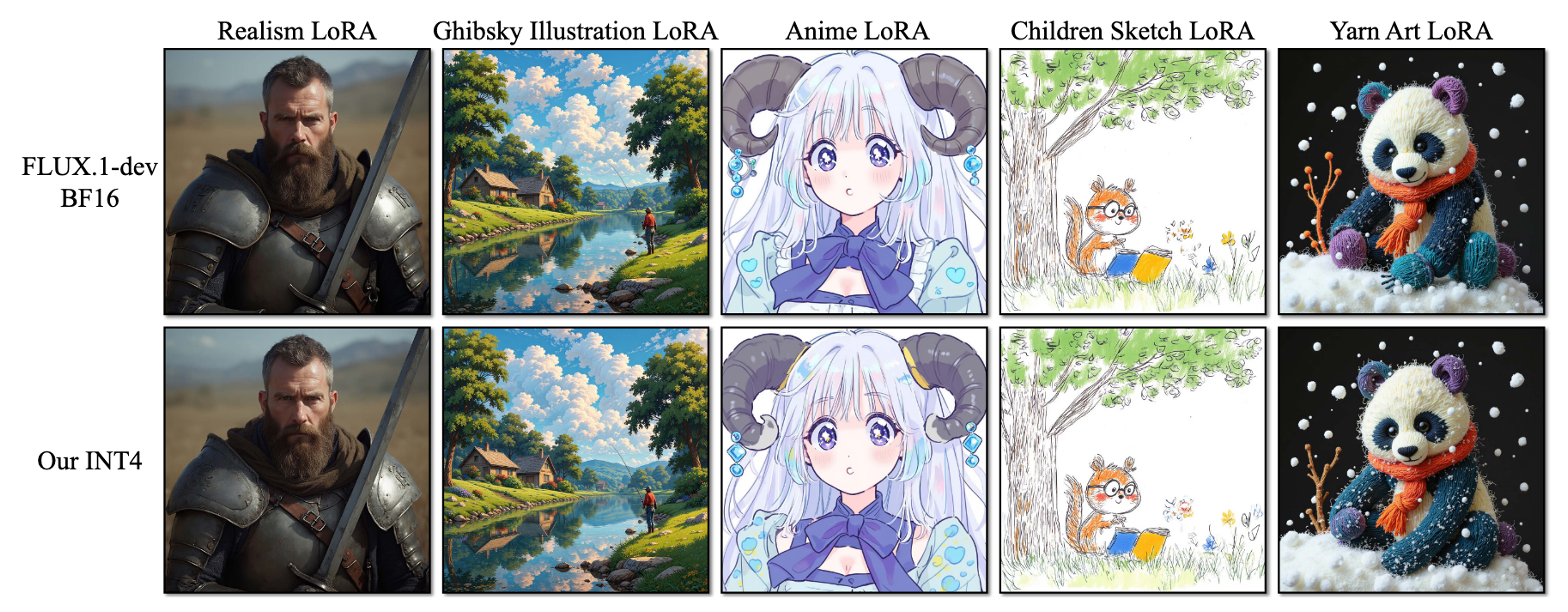 Realism LoRA
Ghibsky Illustration LoRA
Anime LoRA
Children Sketch LoRA
Yarn Art LoRA
FLUX.1-dev
BF16
Our INT4